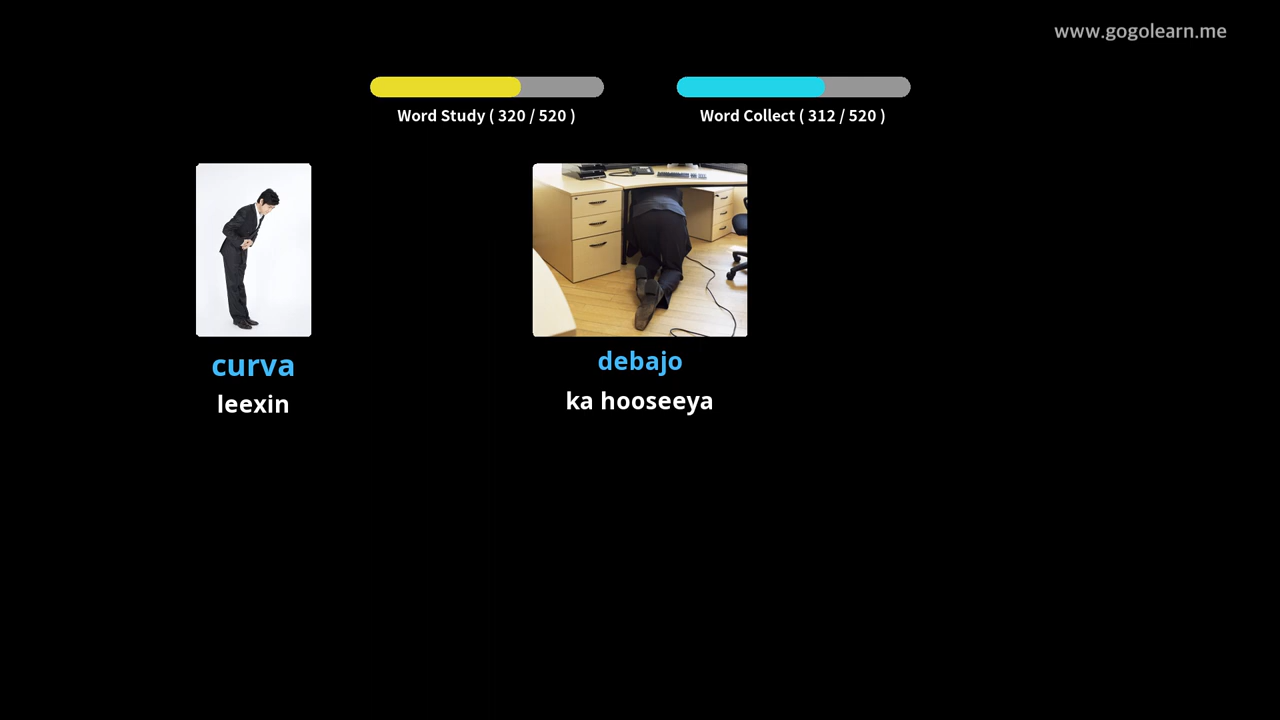 www.gogolearn.me
Word Study ( 320 / 520 )
Word Collect ( 312 / 520 )
curva
leexin
debajo
ka hooseeya